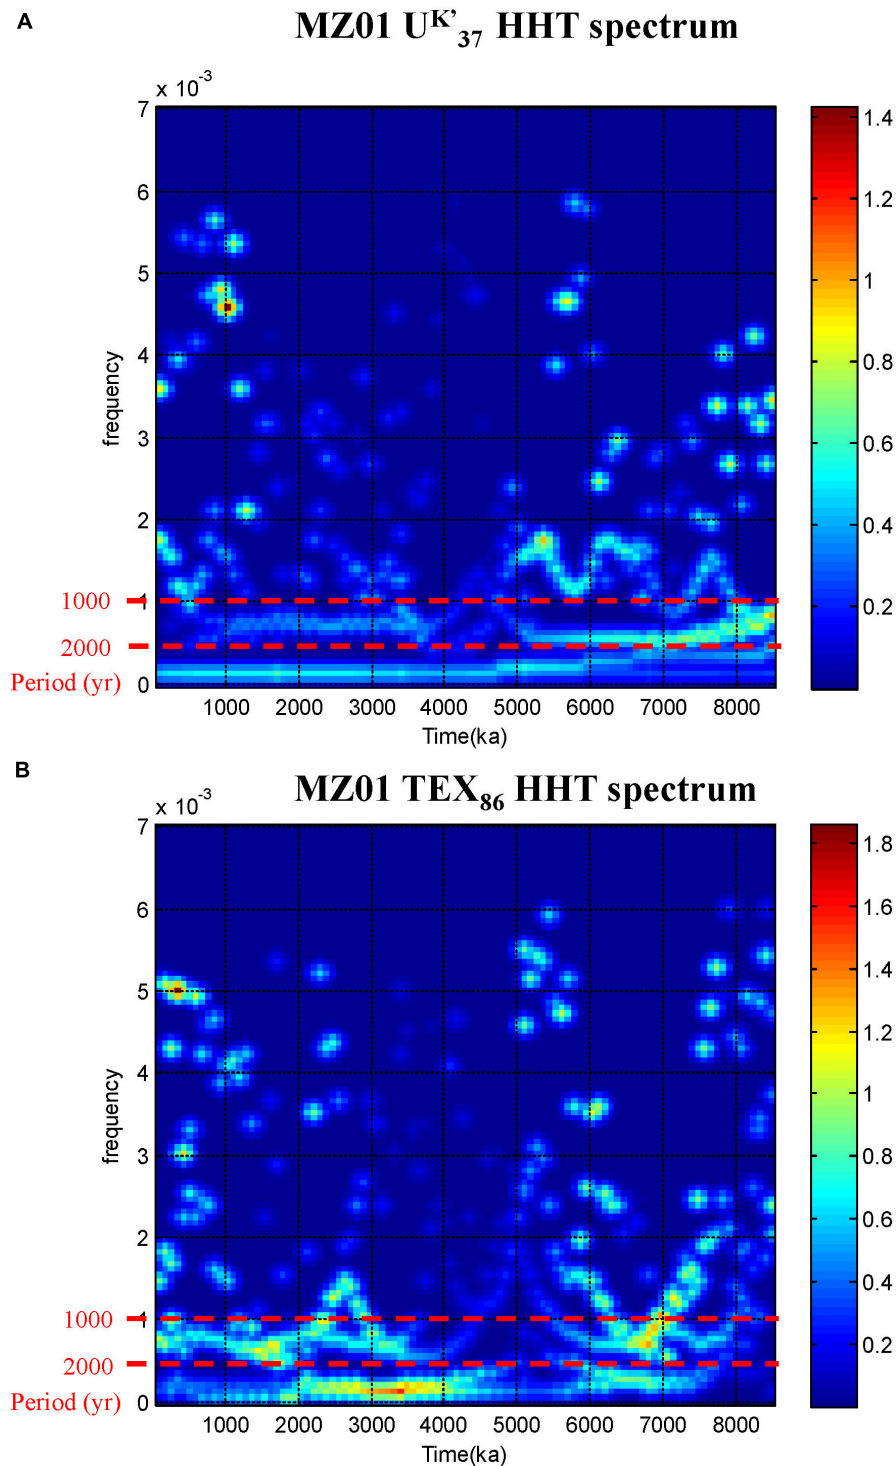 A
MZ01 U^K’_37 HHT spectrum
x 10^-3
7
6
5
4
3
2
1
0
frequency
1000
2000
Period (yr)
1000 2000 3000 4000 5000 6000 7000 8000
Time(ka)
1.4
1.2
1
0.8
0.6
0.4
0.2
B
MZ01 TEX_86 HHT spectrum
x 10^-3
7
6
5
4
3
2
1
0
frequency
1000
2000
Period (yr)
1000 2000 3000 4000 5000 6000 7000 8000
Time(ka)
1.8
1.6
1.4
1.2
1
0.8
0.6
0.4
0.2